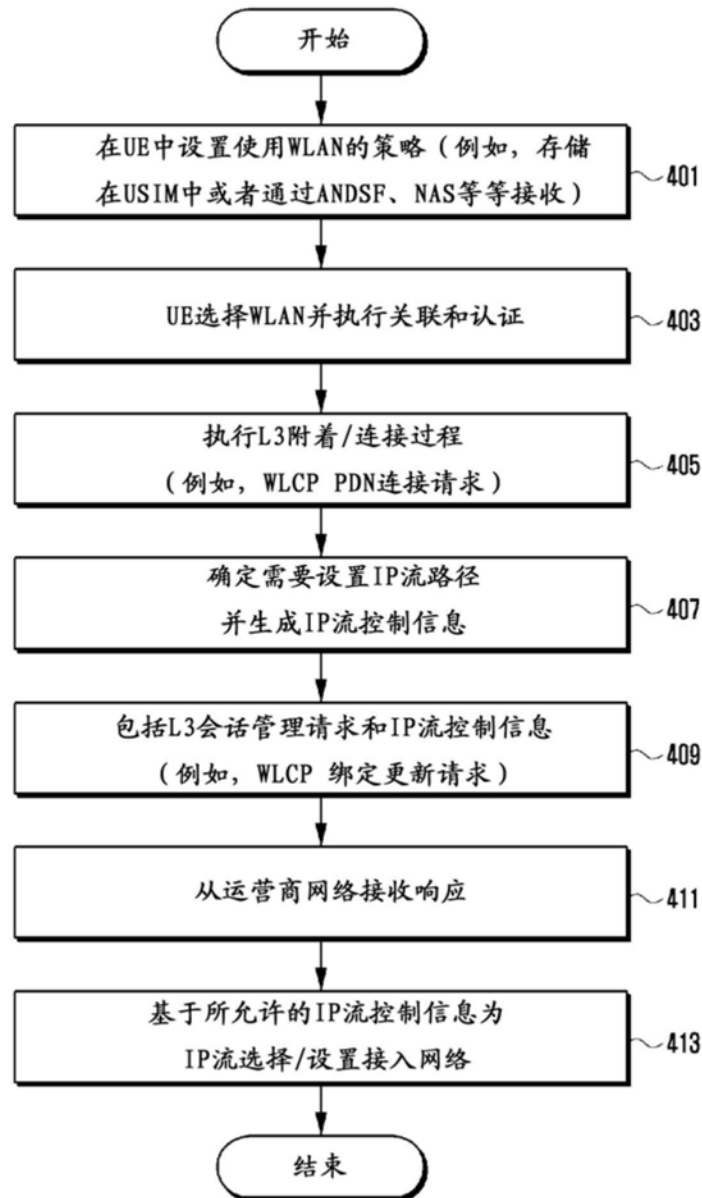 开始
在UE中设置使用WLAN的策略（例如，存储
在USIM中或者通过ANDSF、NAS等等接收）
401
UE选择WLAN并执行关联和认证
403
执行L3附着/连接过程
（例如，WLCP PDN连接请求）
405
确定需要设置IP流路径
并生成IP流控制信息
407
包括L3会话管理请求和IP流控制信息
（例如，WLCP 绑定更新请求）
409
从运营商网络接收响应
411
基于所允许的IP流控制信息为
IP流选择/设置接入网络
413
结束